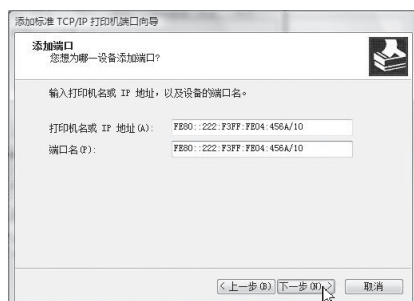 添加标准 TCP/IP 打印机端口向导
添加端口
您想为哪一设备添加端口?
输入打印机名或 IP 地址,以及设备的端口名。
打印机名或 IP 地址(A): FE80::222:F3FF:FE04:456A/10
端口名(P): FE80::222:F3FF:FE04:456A/10
<上一步(B) 下一步(N)> 取消